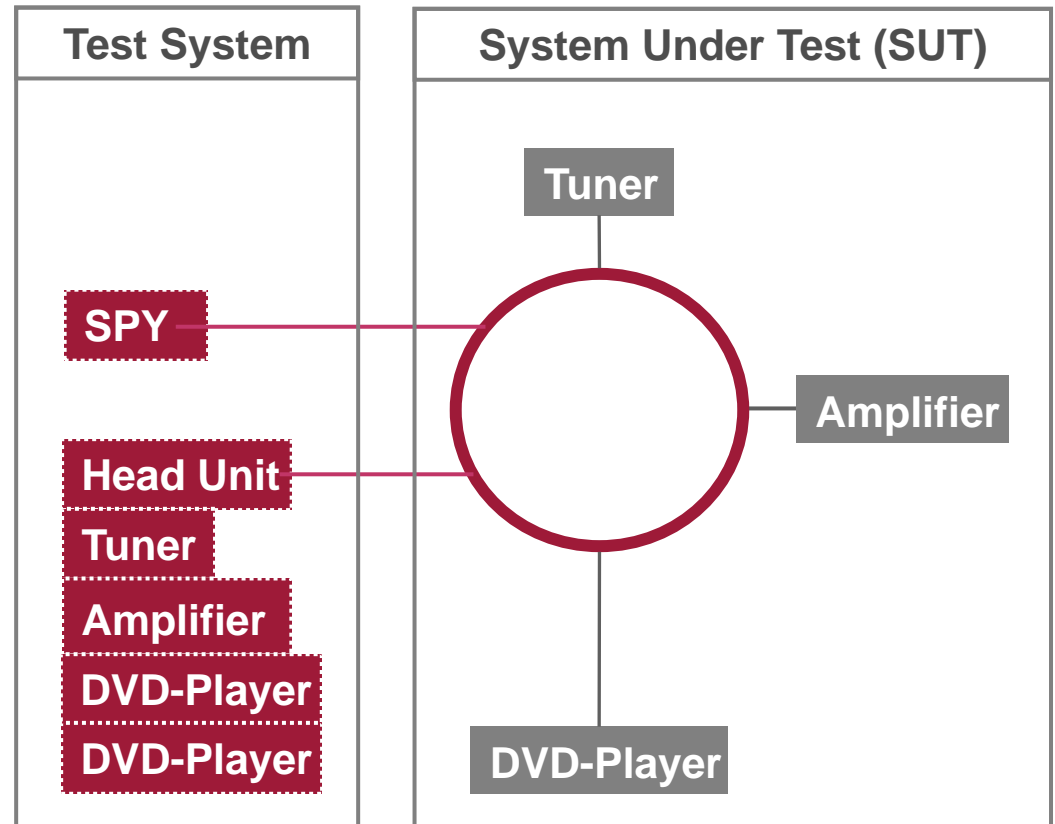 Test System
SPY
Head Unit
Tuner
Amplifier
DVD-Player
DVD-Player
System Under Test (SUT)
Tuner
Amplifier
DVD-Player